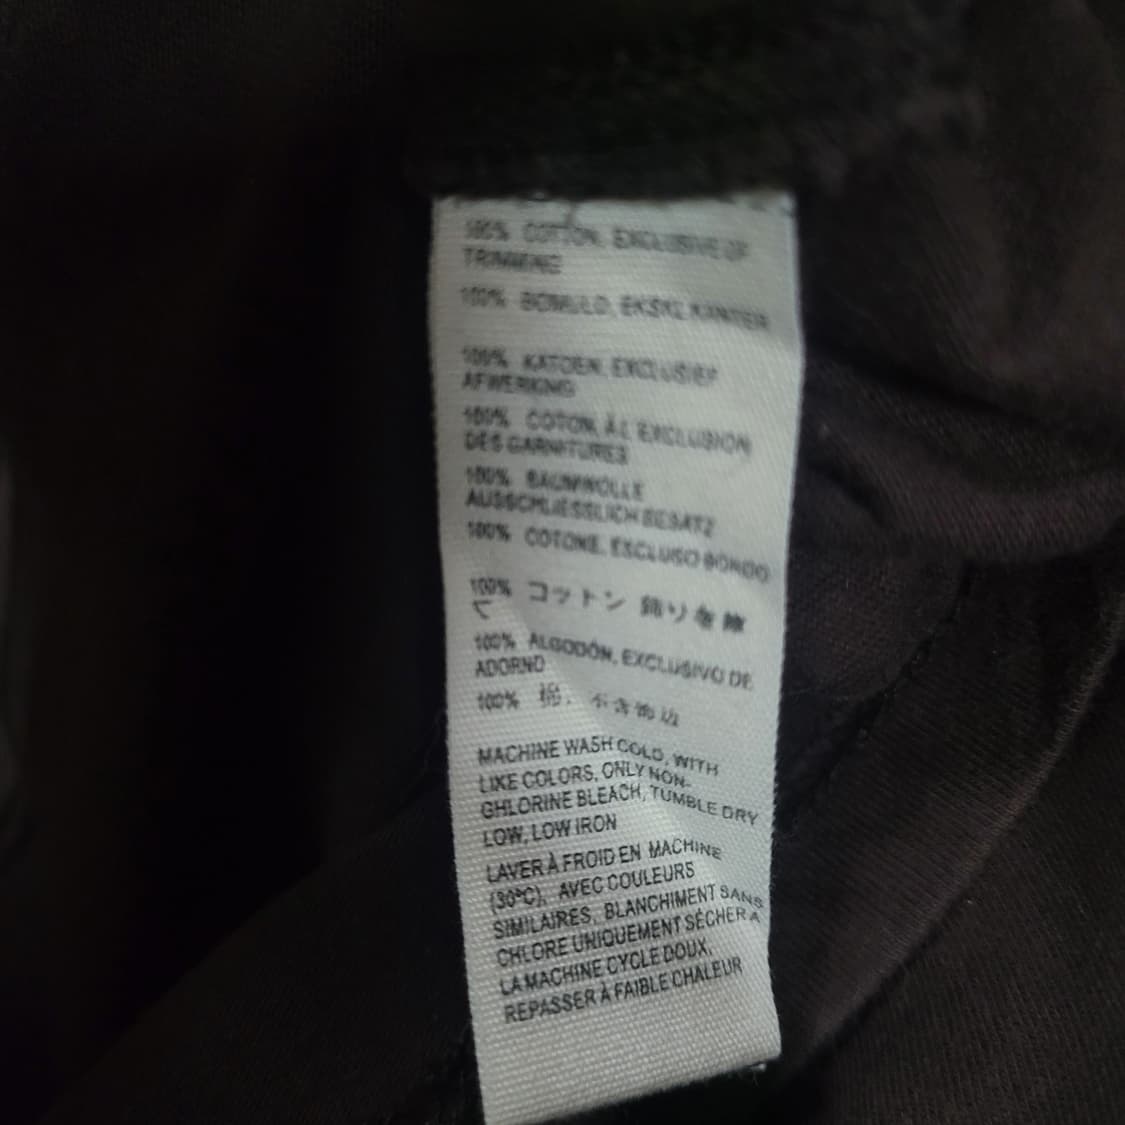 100% COTTON, EXCLUSIVE OF
TRIMMING
100% BOMULD, EKSKL KANTER
100% KATOEN, EXCLUSIEF
AFWERKING
100% COTON, À L'EXCLUSION
DES GARNITURES
100% BAUMWOLLE
AUSSCHLIESSLICH BESATZ
100% COTONE, ESCLUSO BORDO
100% コットン 飾りを除
く
100% ALGODÓN, EXCLUSIVO DE
ADORNO
100% 棉, 不含饰边
MACHINE WASH COLD, WITH
LIKE COLORS, ONLY NON-
GHLORINE BLEACH, TUMBLE DRY
LOW, LOW IRON
LAVER À FROID EN MACHINE
(30ºC), AVEC COULEURS
SIMILAIRES, BLANCHIMENT SANS
CHLORE UNIQUEMENT SÉCHER A
LA MACHINE CYCLE DOUX,
REPASSER À FAIBLE CHALEUR